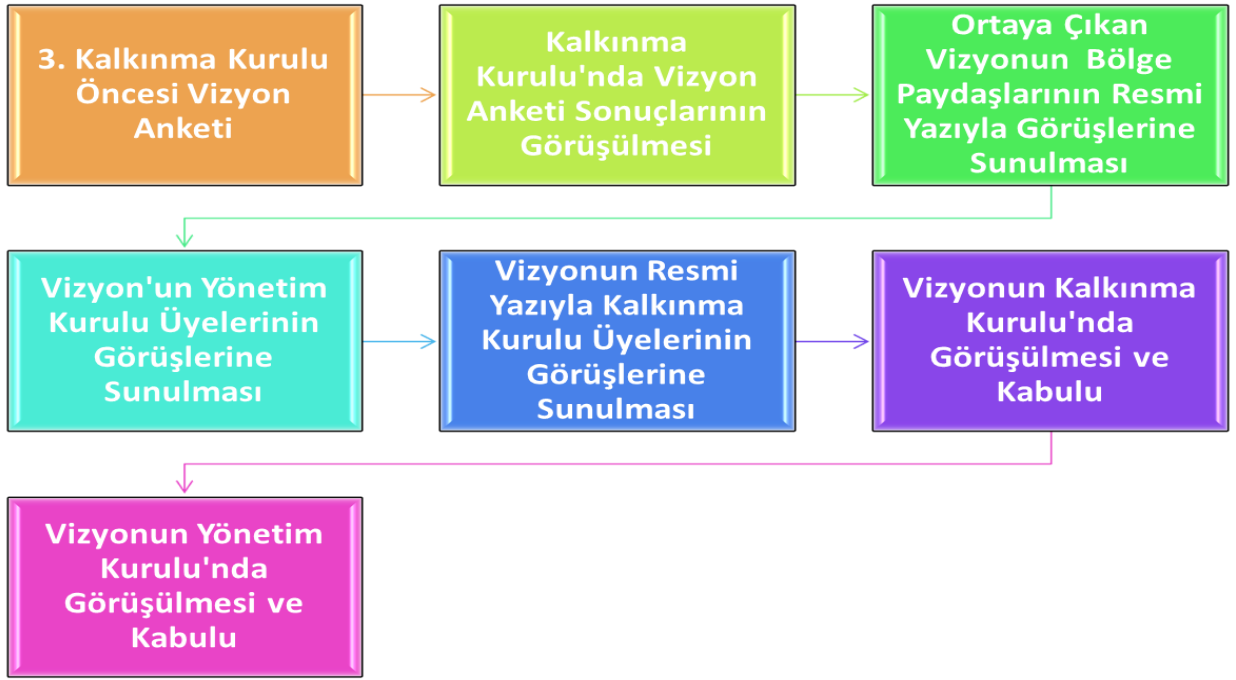 3. Kalkınma Kurulu
Öncesi Vizyon
Anketi
Kalkınma
Kurulu'nda Vizyon
Anketi Sonuçlarının
Görüşülmesi
Ortaya Çıkan
Vizyonun Bölge
Paydaşlarının Resmi
Yazıyla Görüşlerine
Sunulması
Vizyon'un Yönetim
Kurulu Üyelerinin
Görüşlerine
Sunulması
Vizyonun Resmi
Yazıyla Kalkınma
Kurulu Üyelerinin
Görüşlerine
Sunulması
Vizyonun Kalkınma
Kurulu'nda
Görüşülmesi ve
Kabulu
Vizyonun Yönetim
Kurulu'nda
Görüşülmesi ve
Kabulu